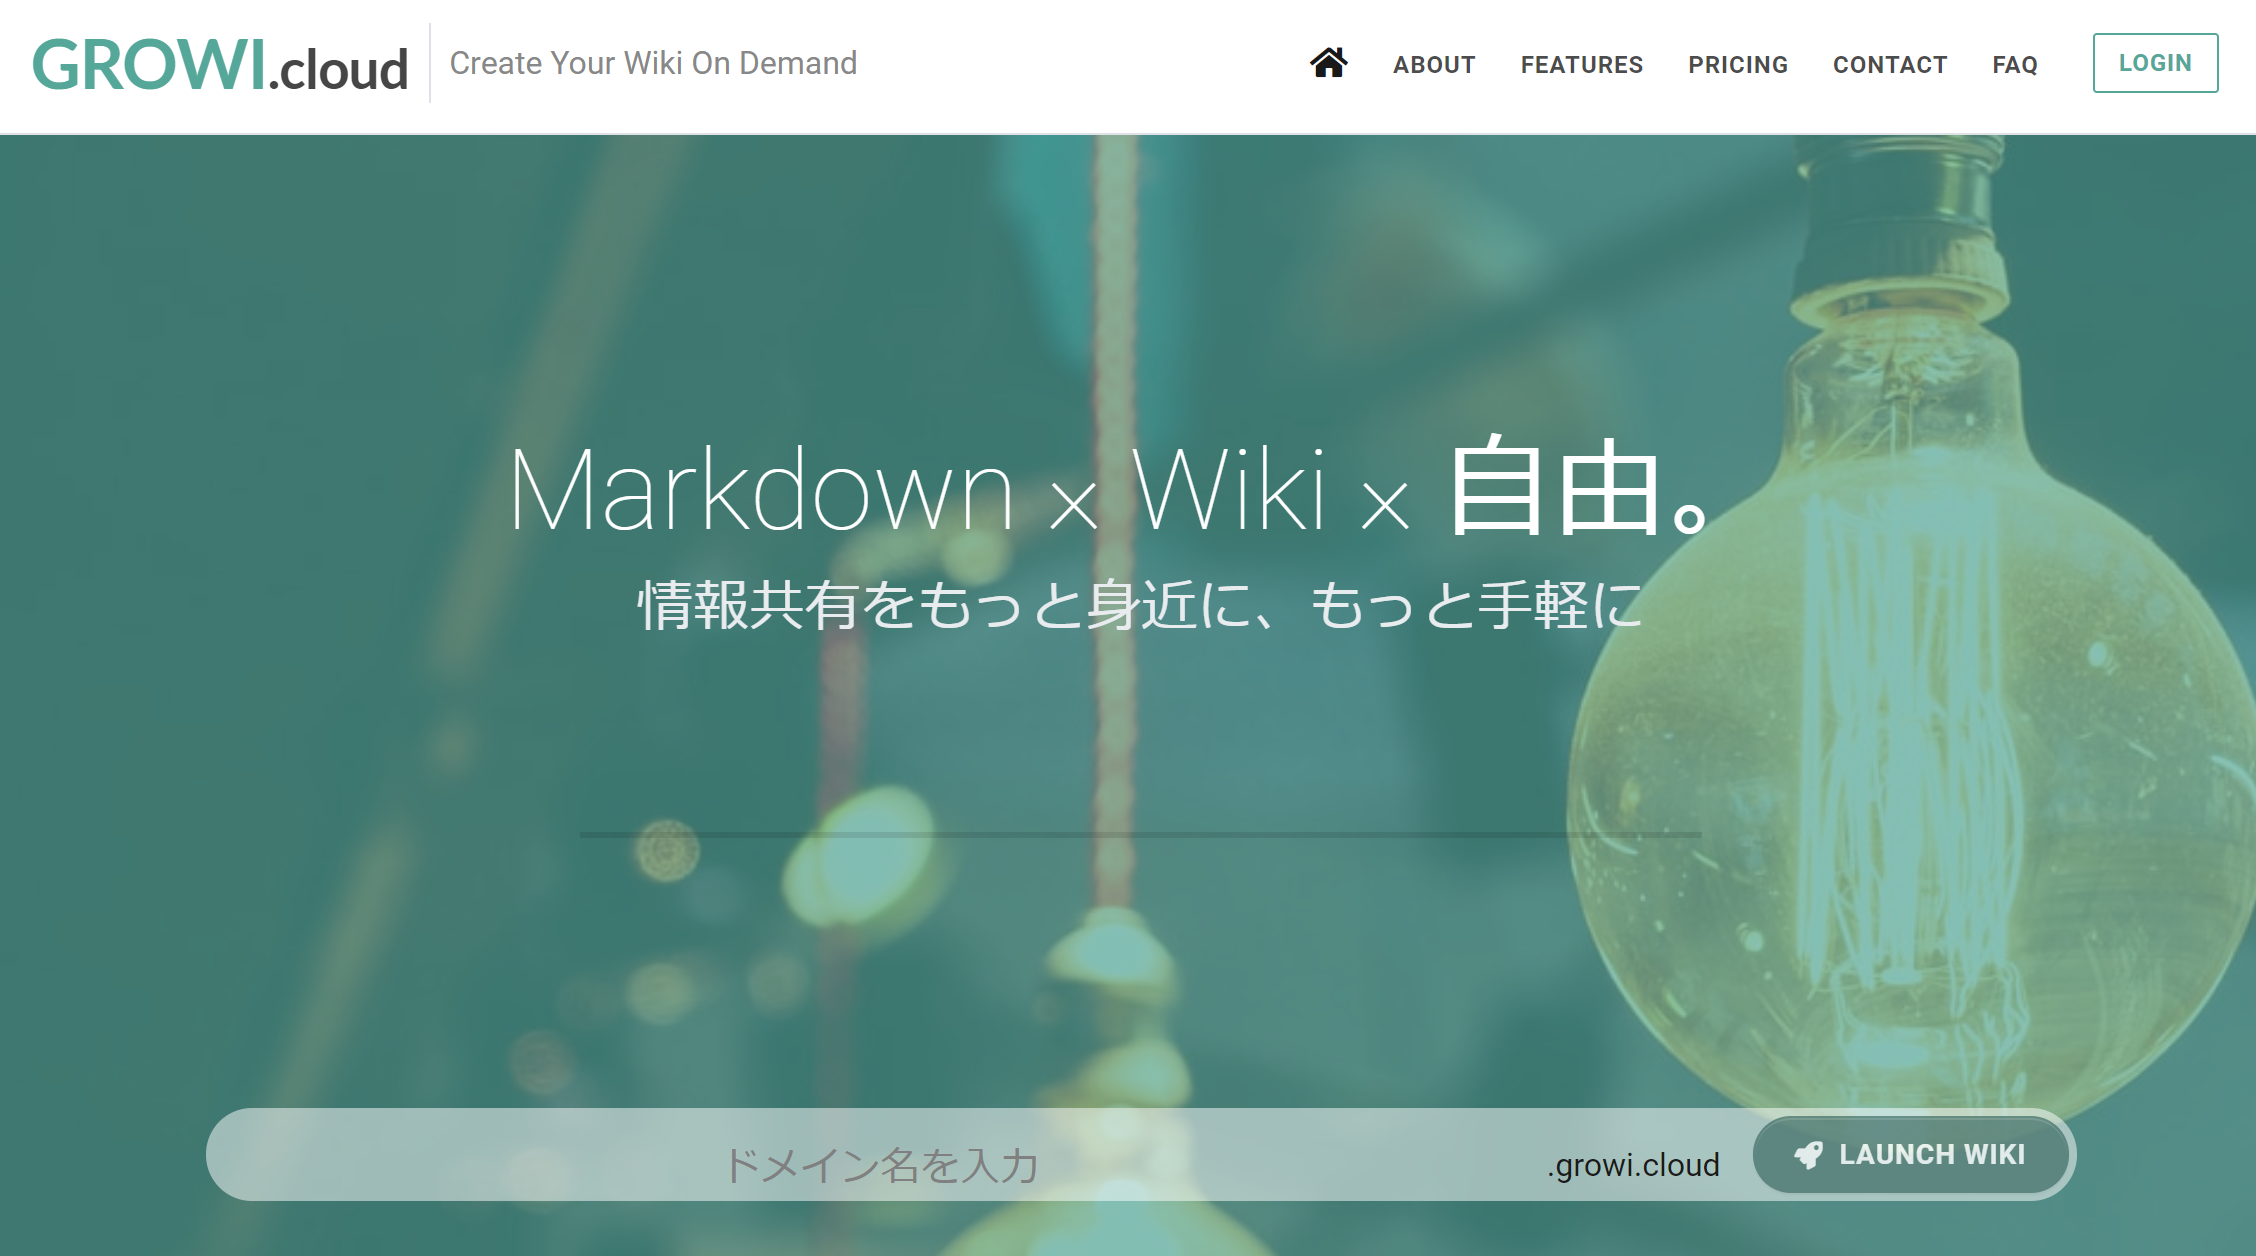 GROWI.cloud
Create Your Wiki On Demand
ABOUT
FEATURES
PRICING
CONTACT
FAQ
LOGIN
Markdown × Wiki × 自由。
情報共有をもっと身近に、もっと手軽に
ドメイン名を入力
.growi.cloud
LAUNCH WIKI